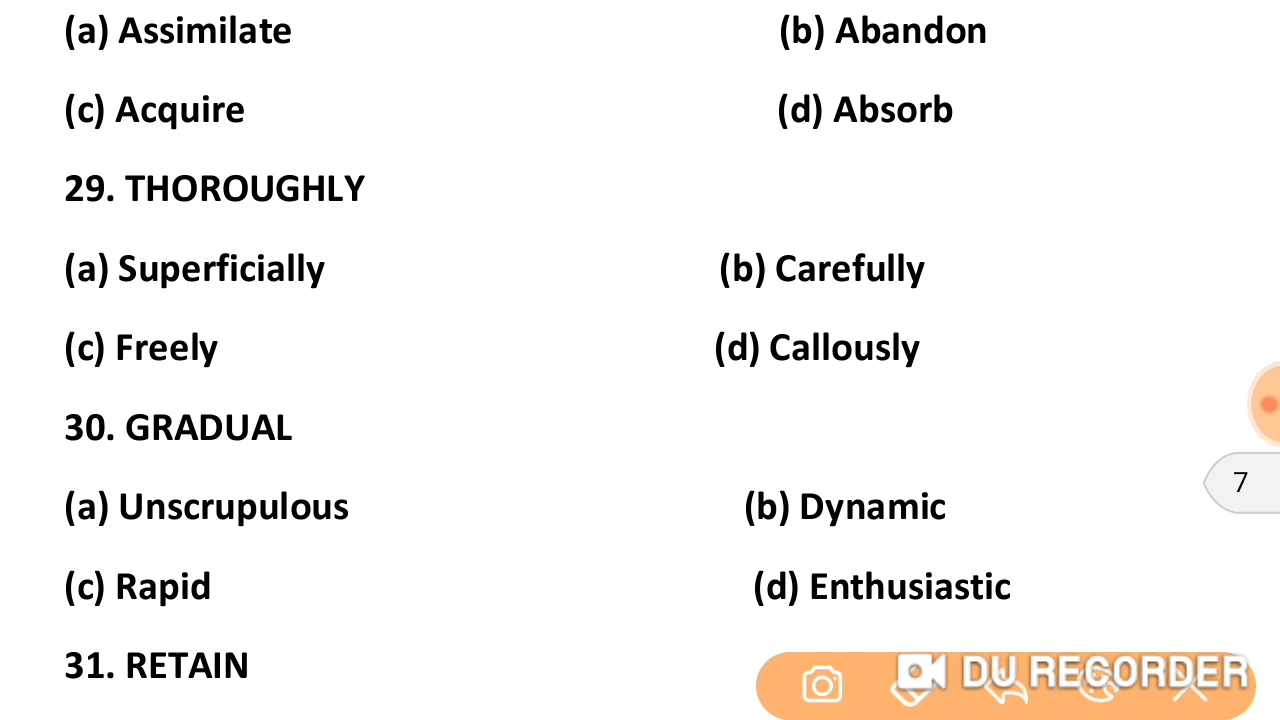 (a) Assimilate (b) Abandon
(c) Acquire (d) Absorb
29. THOROUGHLY
(a) Superficially (b) Carefully
(c) Freely (d) Callously
30. GRADUAL
(a) Unscrupulous (b) Dynamic
7
(c) Rapid (d) Enthusiastic
31. RETAIN
DU RECORDER